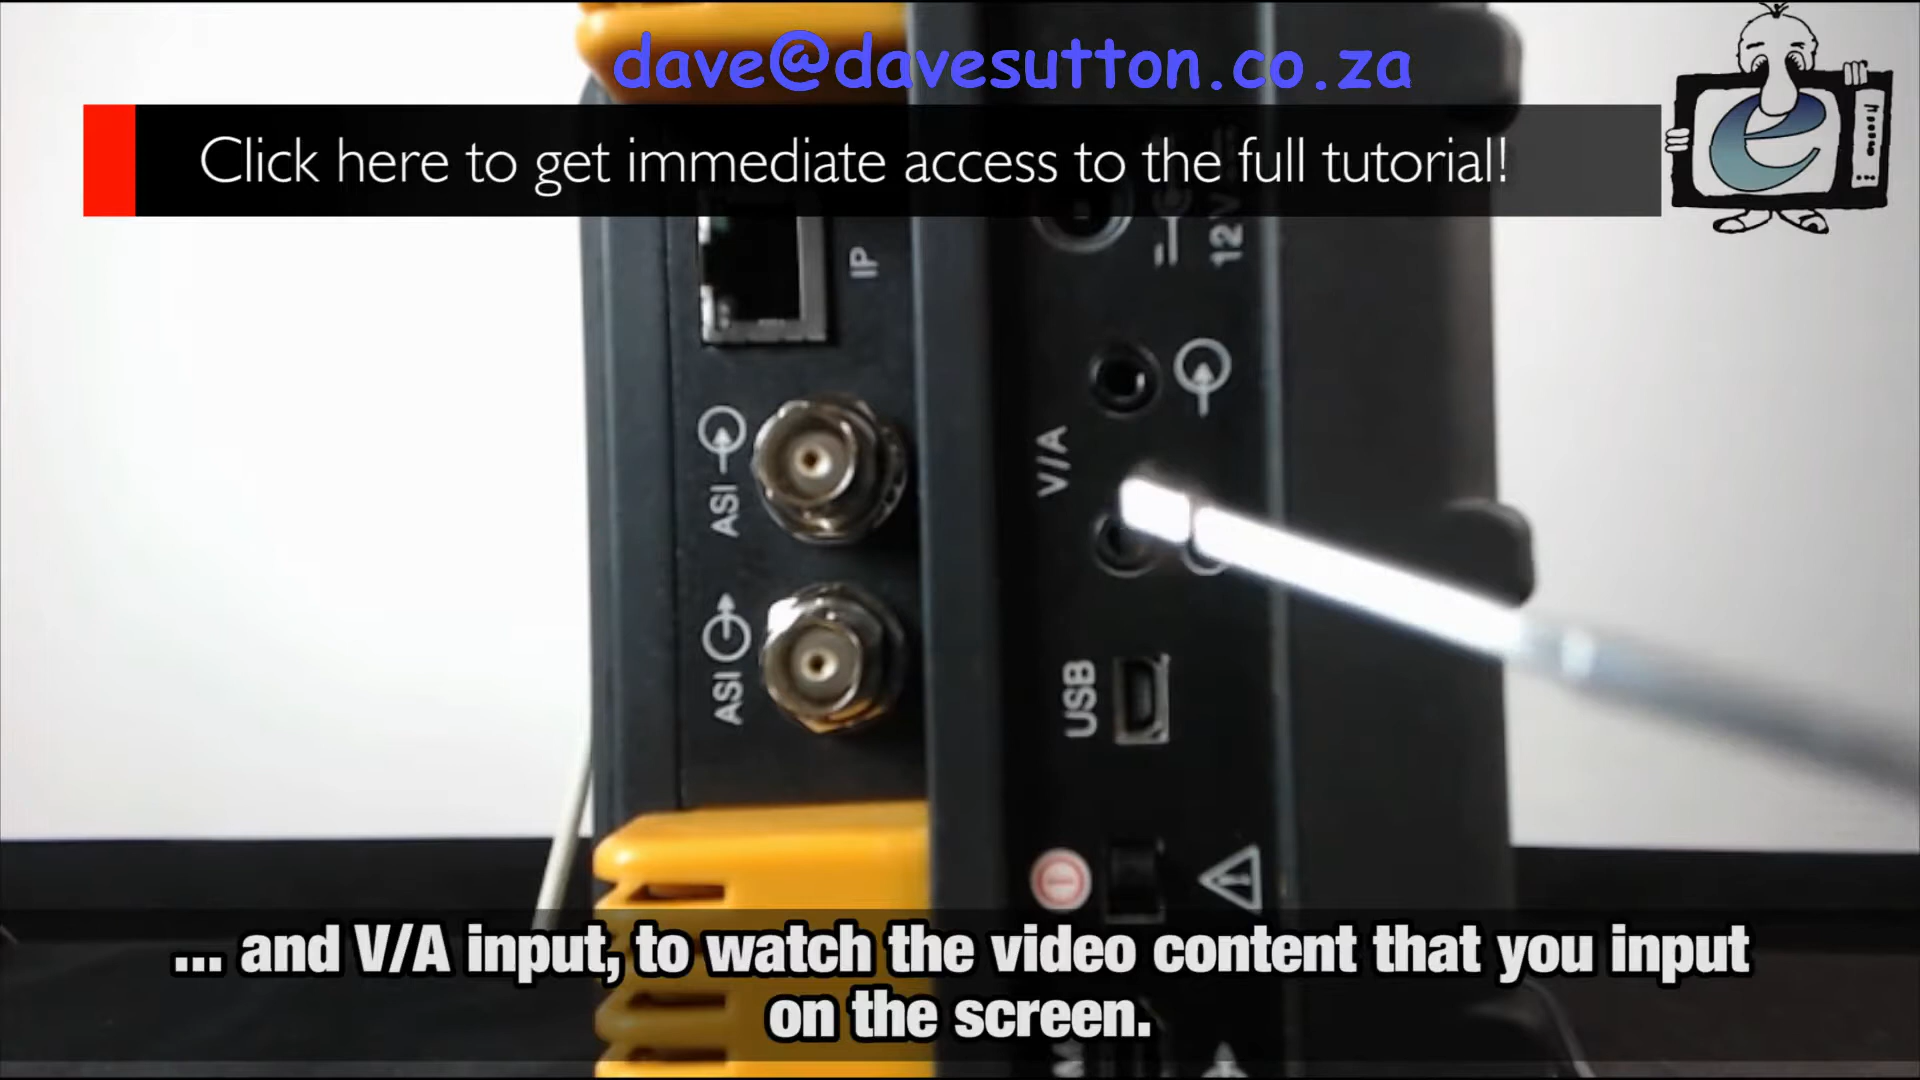 dave@davesutton.co.za
Click here to get immediate access to the full tutorial!
e
IP
12V
ASI
V/A
ASI
USB
... and V/A input, to watch the video content that you input
on the screen.